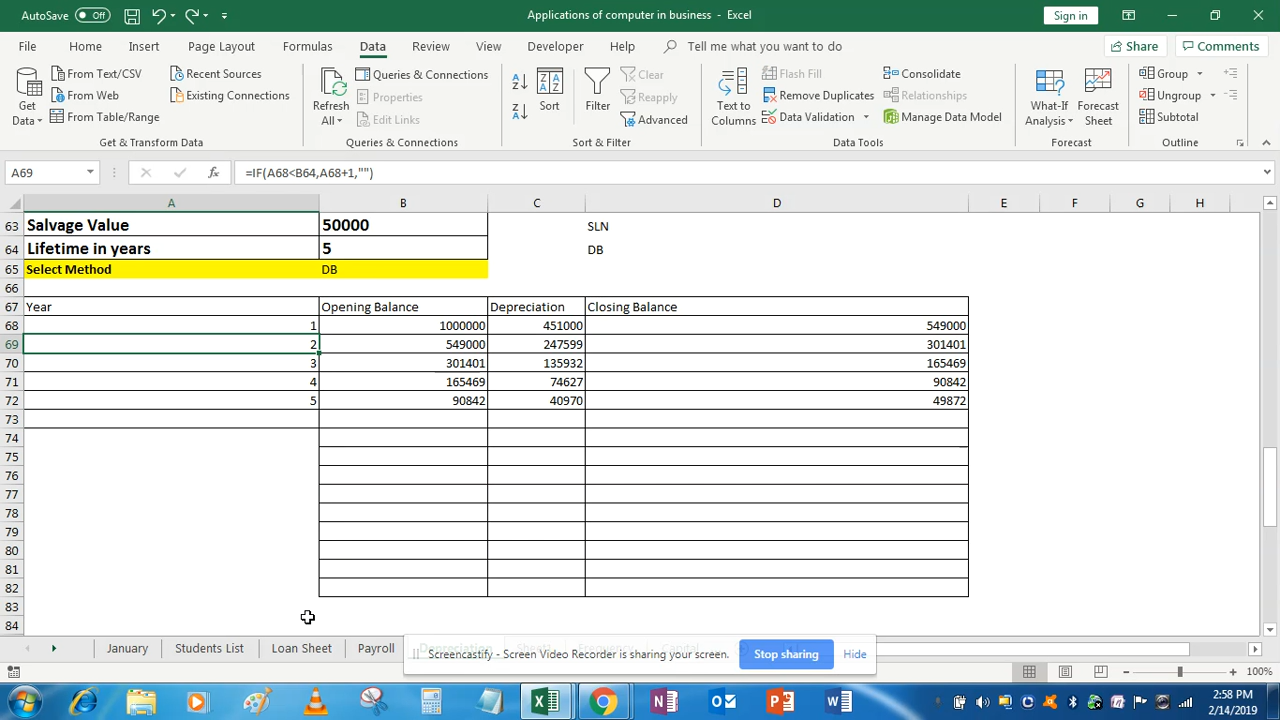 AutoSave Off Applications of computer in business - Excel Sign in
File Home Insert Page Layout Formulas Data Review View Developer Help Tell me what you want to do Share Comments
Get Data
From Text/CSV
From Web
From Table/Range
Recent Sources
Existing Connections
Refresh All
Queries & Connections
Properties
Edit Links
Sort
Filter
Clear
Reapply
Advanced
Text to Columns
Flash Fill
Remove Duplicates
Data Validation
Consolidate
Relationships
Manage Data Model
What-If Analysis
Forecast Sheet
Group
Ungroup
Subtotal
Get & Transform Data Queries & Connections Sort & Filter Data Tools Forecast Outline
A69 fx =IF(A68<B64,A68+1,"")
A B C D E F G H
63 Salvage Value 50000 SLN
64 Lifetime in years 5 DB
65 Select Method DB
66
67 Year Opening Balance Depreciation Closing Balance
68 1 1000000 451000 549000
69 2 549000 247599 301401
70 3 301401 135932 165469
71 4 165469 74627 90842
72 5 90842 40970 49872
73
74
75
76
77
78
79
80
81
82
83
84
January Students List Loan Sheet Payroll
Screencastify - Screen Video Recorder is sharing your screen. Stop sharing Hide
100%
2:58 PM
2/14/2019